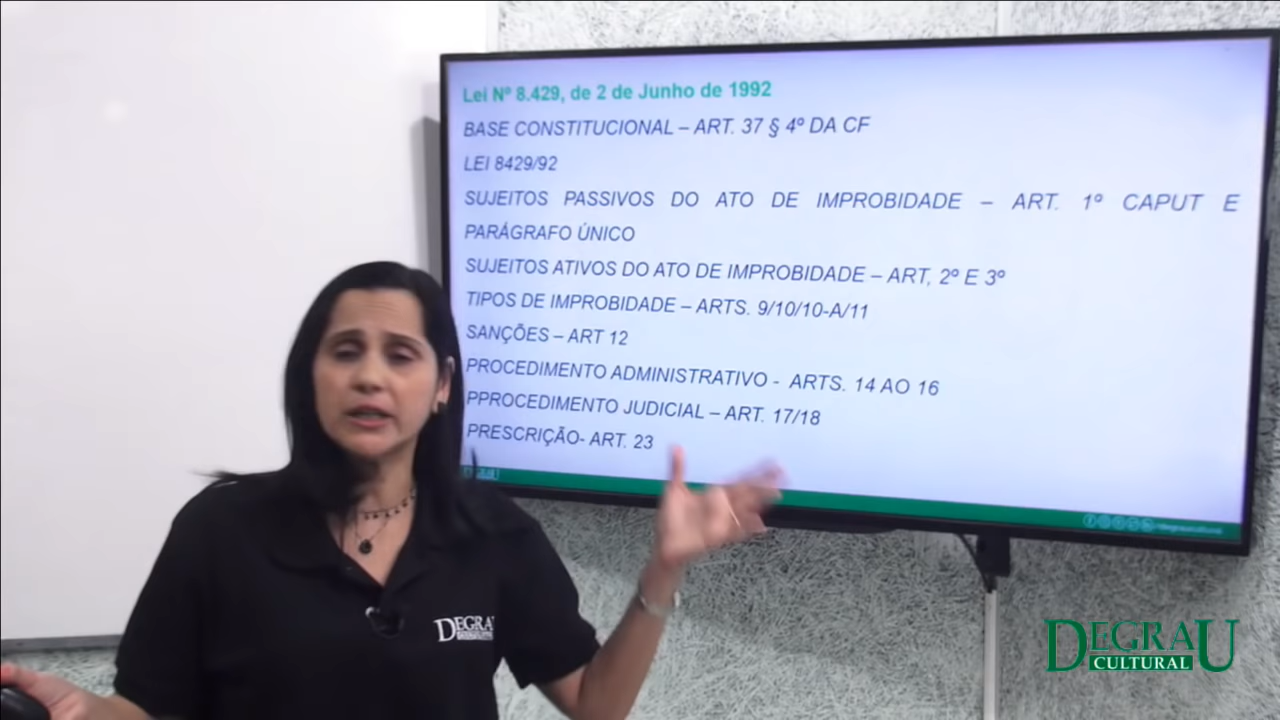 Lei Nº 8.429, de 2 de Junho de 1992
BASE CONSTITUCIONAL – ART. 37 § 4º DA CF
LEI 8429/92
SUJEITOS PASSIVOS DO ATO DE IMPROBIDADE – ART. 1º CAPUT E
PARÁGRAFO ÚNICO
SUJEITOS ATIVOS DO ATO DE IMPROBIDADE – ART, 2º E 3º
TIPOS DE IMPROBIDADE – ARTS. 9/10/10-A/11
SANÇÕES – ART 12
PROCEDIMENTO ADMINISTRATIVO - ARTS. 14 AO 16
PPROCEDIMENTO JUDICIAL – ART. 17/18
PRESCRIÇÃO- ART. 23
DEGRAU
DEGRAU
CULTURAL